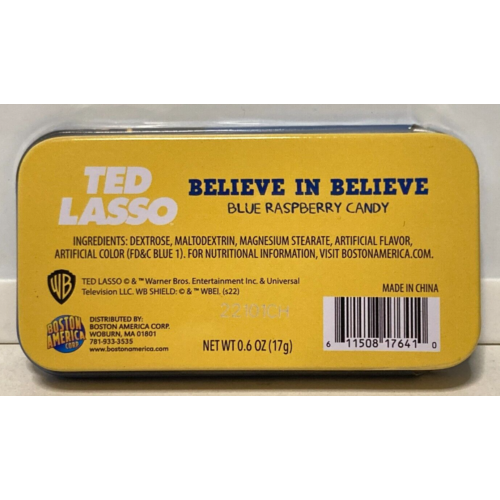 TED
LASSO
BELIEVE IN BELIEVE
BLUE RASPBERRY CANDY
INGREDIENTS: DEXTROSE, MALTODEXTRIN, MAGNESIUM STEARATE, ARTIFICIAL FLAVOR,
ARTIFICIAL COLOR (FD&C BLUE 1). FOR NUTRITIONAL INFORMATION, VISIT BOSTONAMERICA.COM.
WB
TED LASSO © & ™ Warner Bros. Entertainment Inc. & Universal
Television LLC. WB SHIELD: © & ™ WBEI. (s22)
MADE IN CHINA
BOSTON
AMERICA
CORP.
DISTRIBUTED BY:
BOSTON AMERICA CORP.
WOBURN, MA 01801
781-933-3535
www.bostonamerica.com
NET WT 0.6 OZ (17g)
6 11508 17641 0